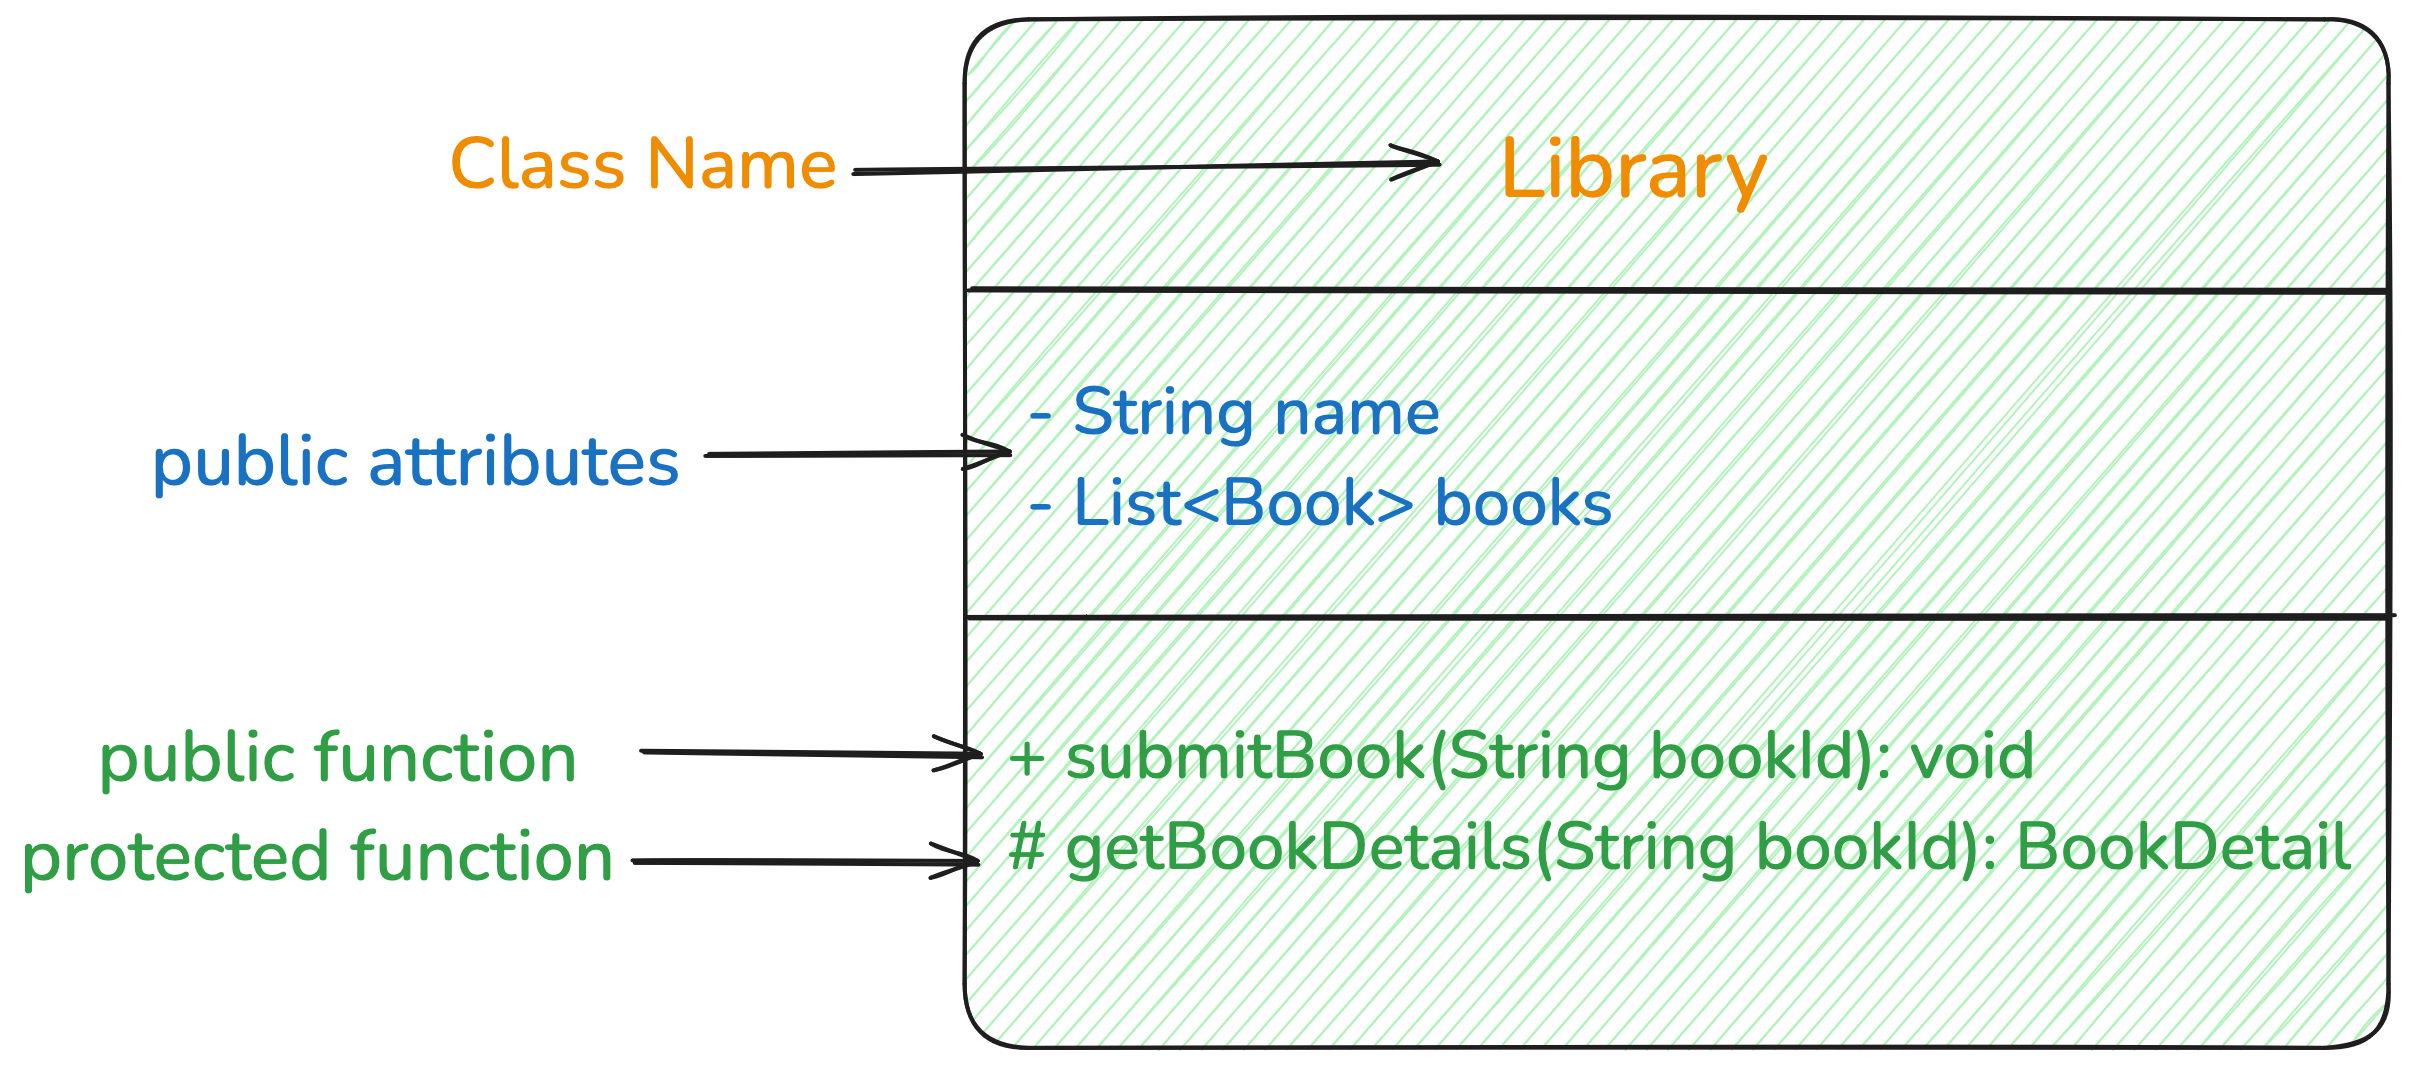 Class Name
Library
public attributes
- String name
- List<Book> books
public function
+ submitBook(String bookId): void
protected function
# getBookDetails(String bookId): BookDetail